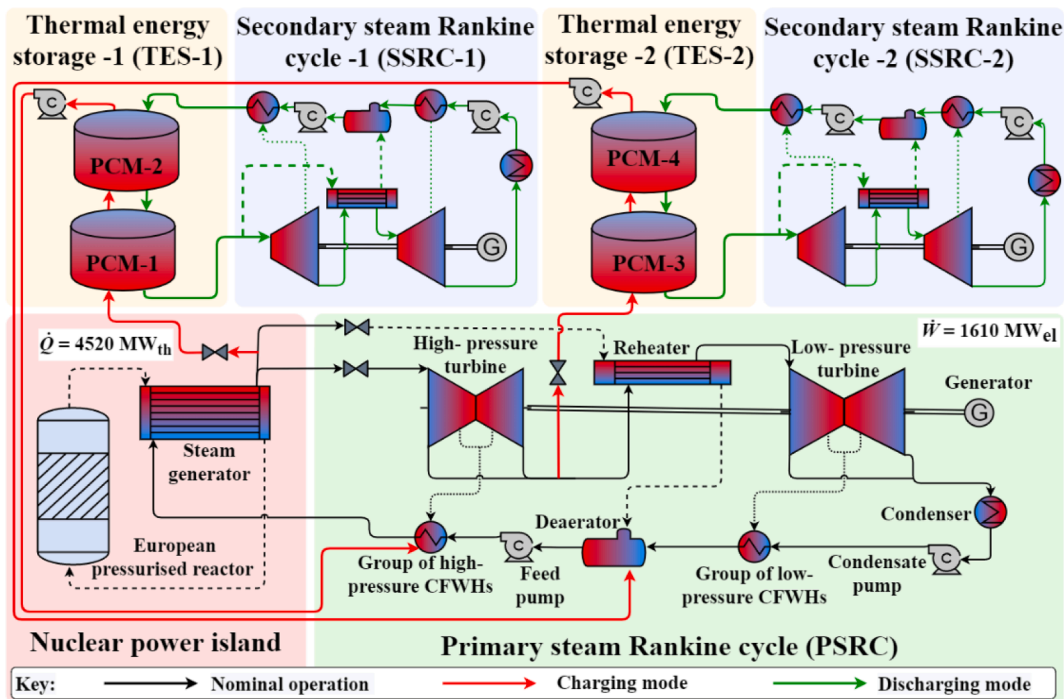 Thermal energy
storage -1 (TES-1)
Secondary steam Rankine
cycle -1 (SSRC-1)
Thermal energy
storage -2 (TES-2)
Secondary steam Rankine
cycle -2 (SSRC-2)
C
C
C
C
C
C
PCM-2
PCM-4
PCM-1
G
PCM-3
G
Q̇ = 4520 MWth
Ẇ = 1610 MWel
High- pressure
turbine
Reheater
Low- pressure
turbine
Generator
G
Steam
generator
Deaerator
Condenser
C
C
European
pressurised reactor
Group of high-
pressure CFWHs
Feed
pump
Group of low-
pressure CFWHs
Condensate
pump
Nuclear power island
Primary steam Rankine cycle (PSRC)
Key:
Nominal operation
Charging mode
Discharging mode